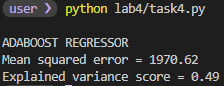 user ❯ python lab4/task4.py
ADABOOST REGRESSOR
Mean squared error = 1970.62
Explained variance score = 0.49